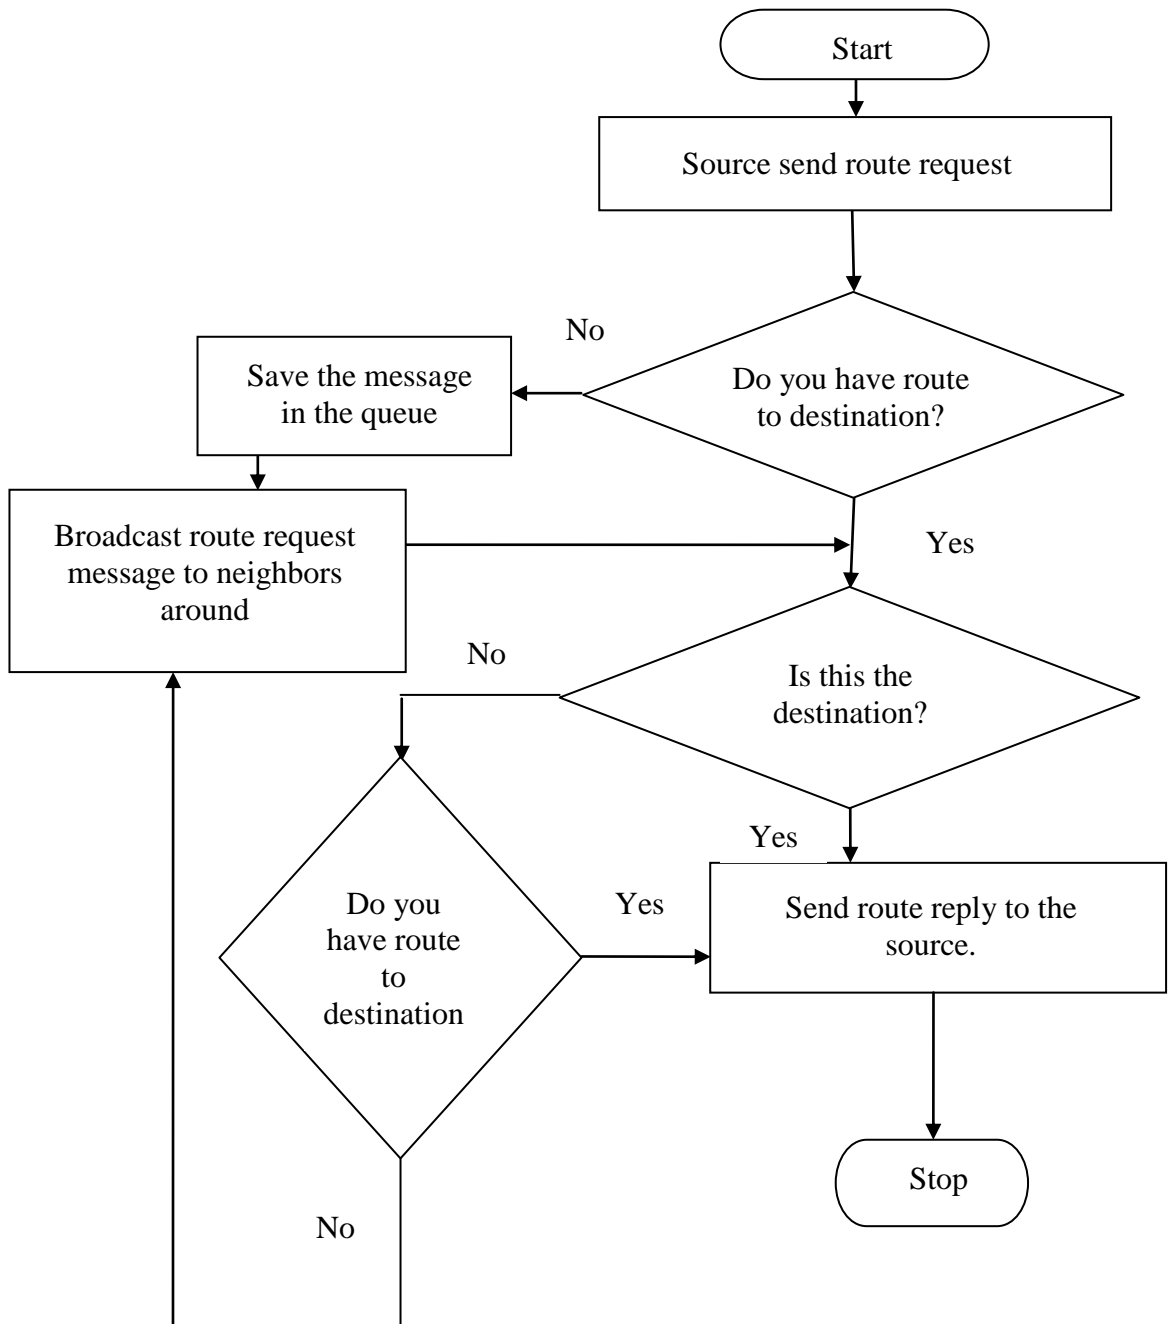 Start
Source send route request
No
Save the message
in the queue
Do you have route
to destination?
Broadcast route request
message to neighbors
around
Yes
No
Is this the
destination?
Yes
Do you
have route
to
destination
Yes
Send route reply to the
source.
Stop
No